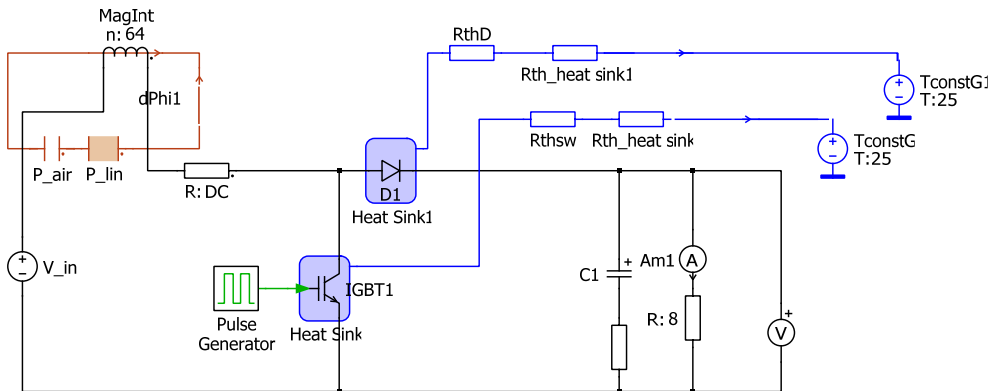 MagInt
n: 64
dPhi1
P_air
P_lin
R: DC
V_in
Pulse
Generator
IGBT1
Heat Sink
D1
Heat Sink1
RthD
Rth_heat sink1
TconstG1
T:25
Rthsw
Rth_heat sink
TconstG
T:25
C1
Am1
A
R: 8
V